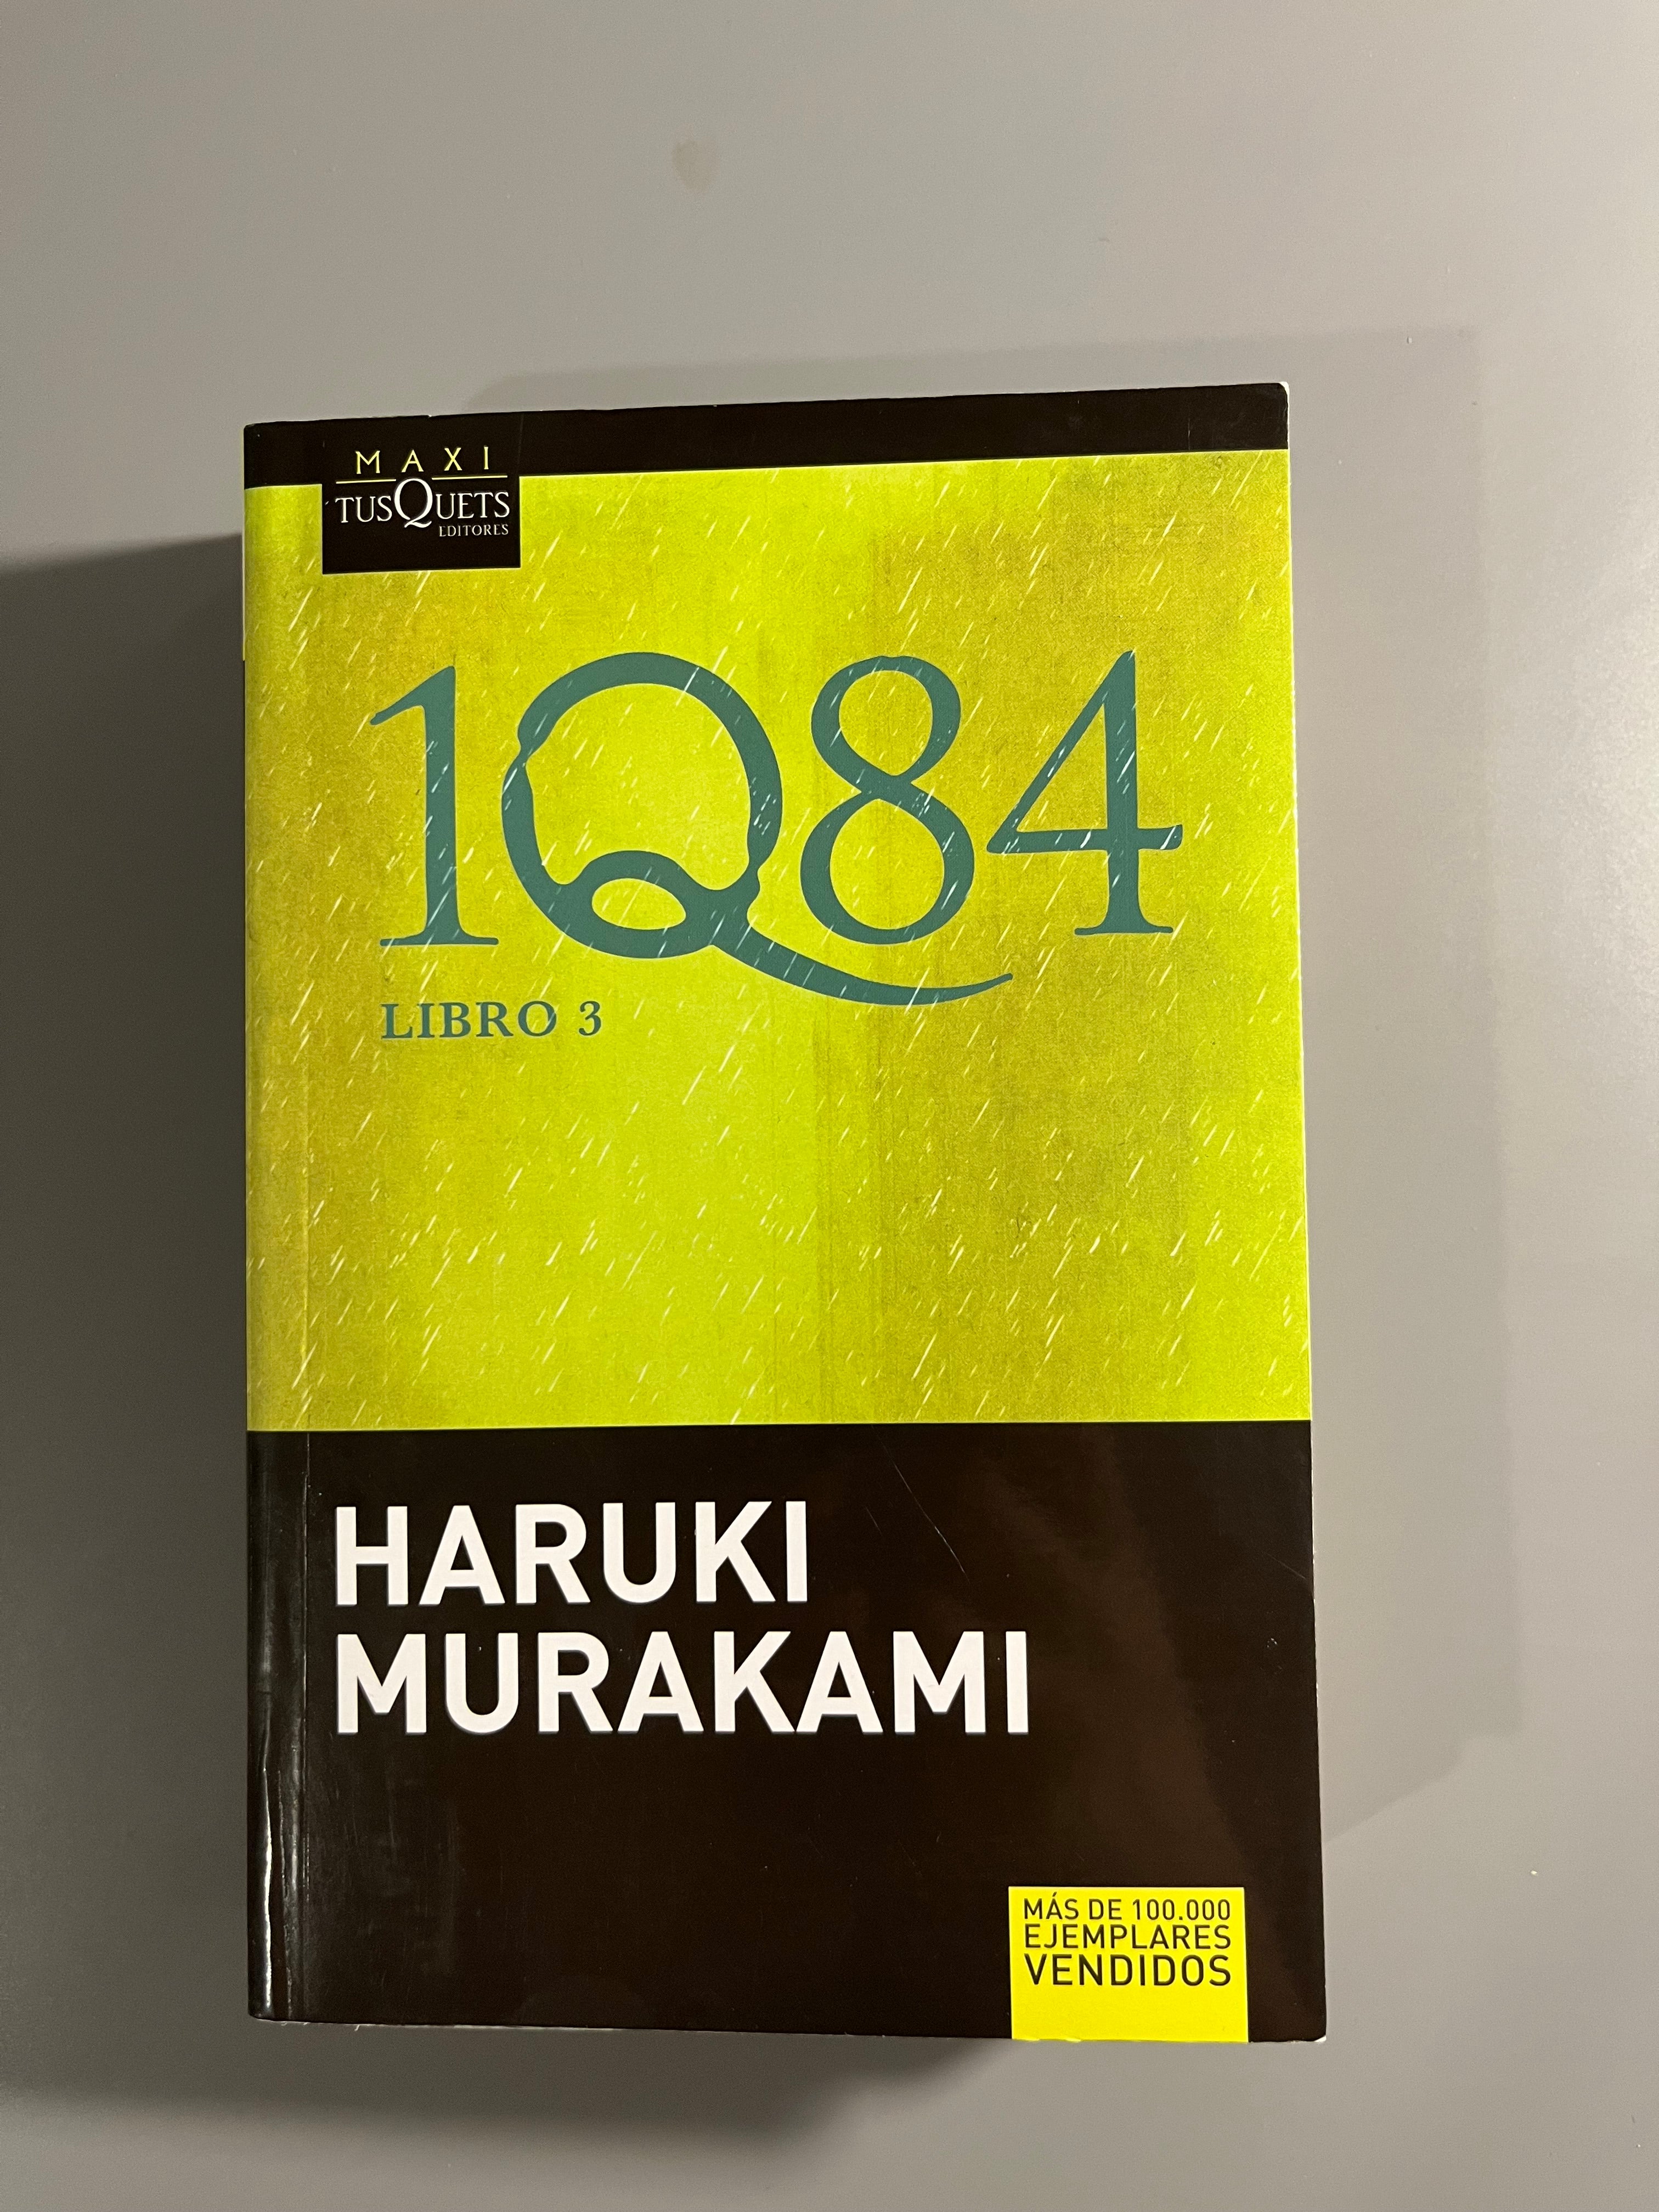 MAXI
TUSQUETS
EDITORES
1Q84
LIBRO 3
HARUKI
MURAKAMI
MÁS DE 100.000
EJEMPLARES
VENDIDOS